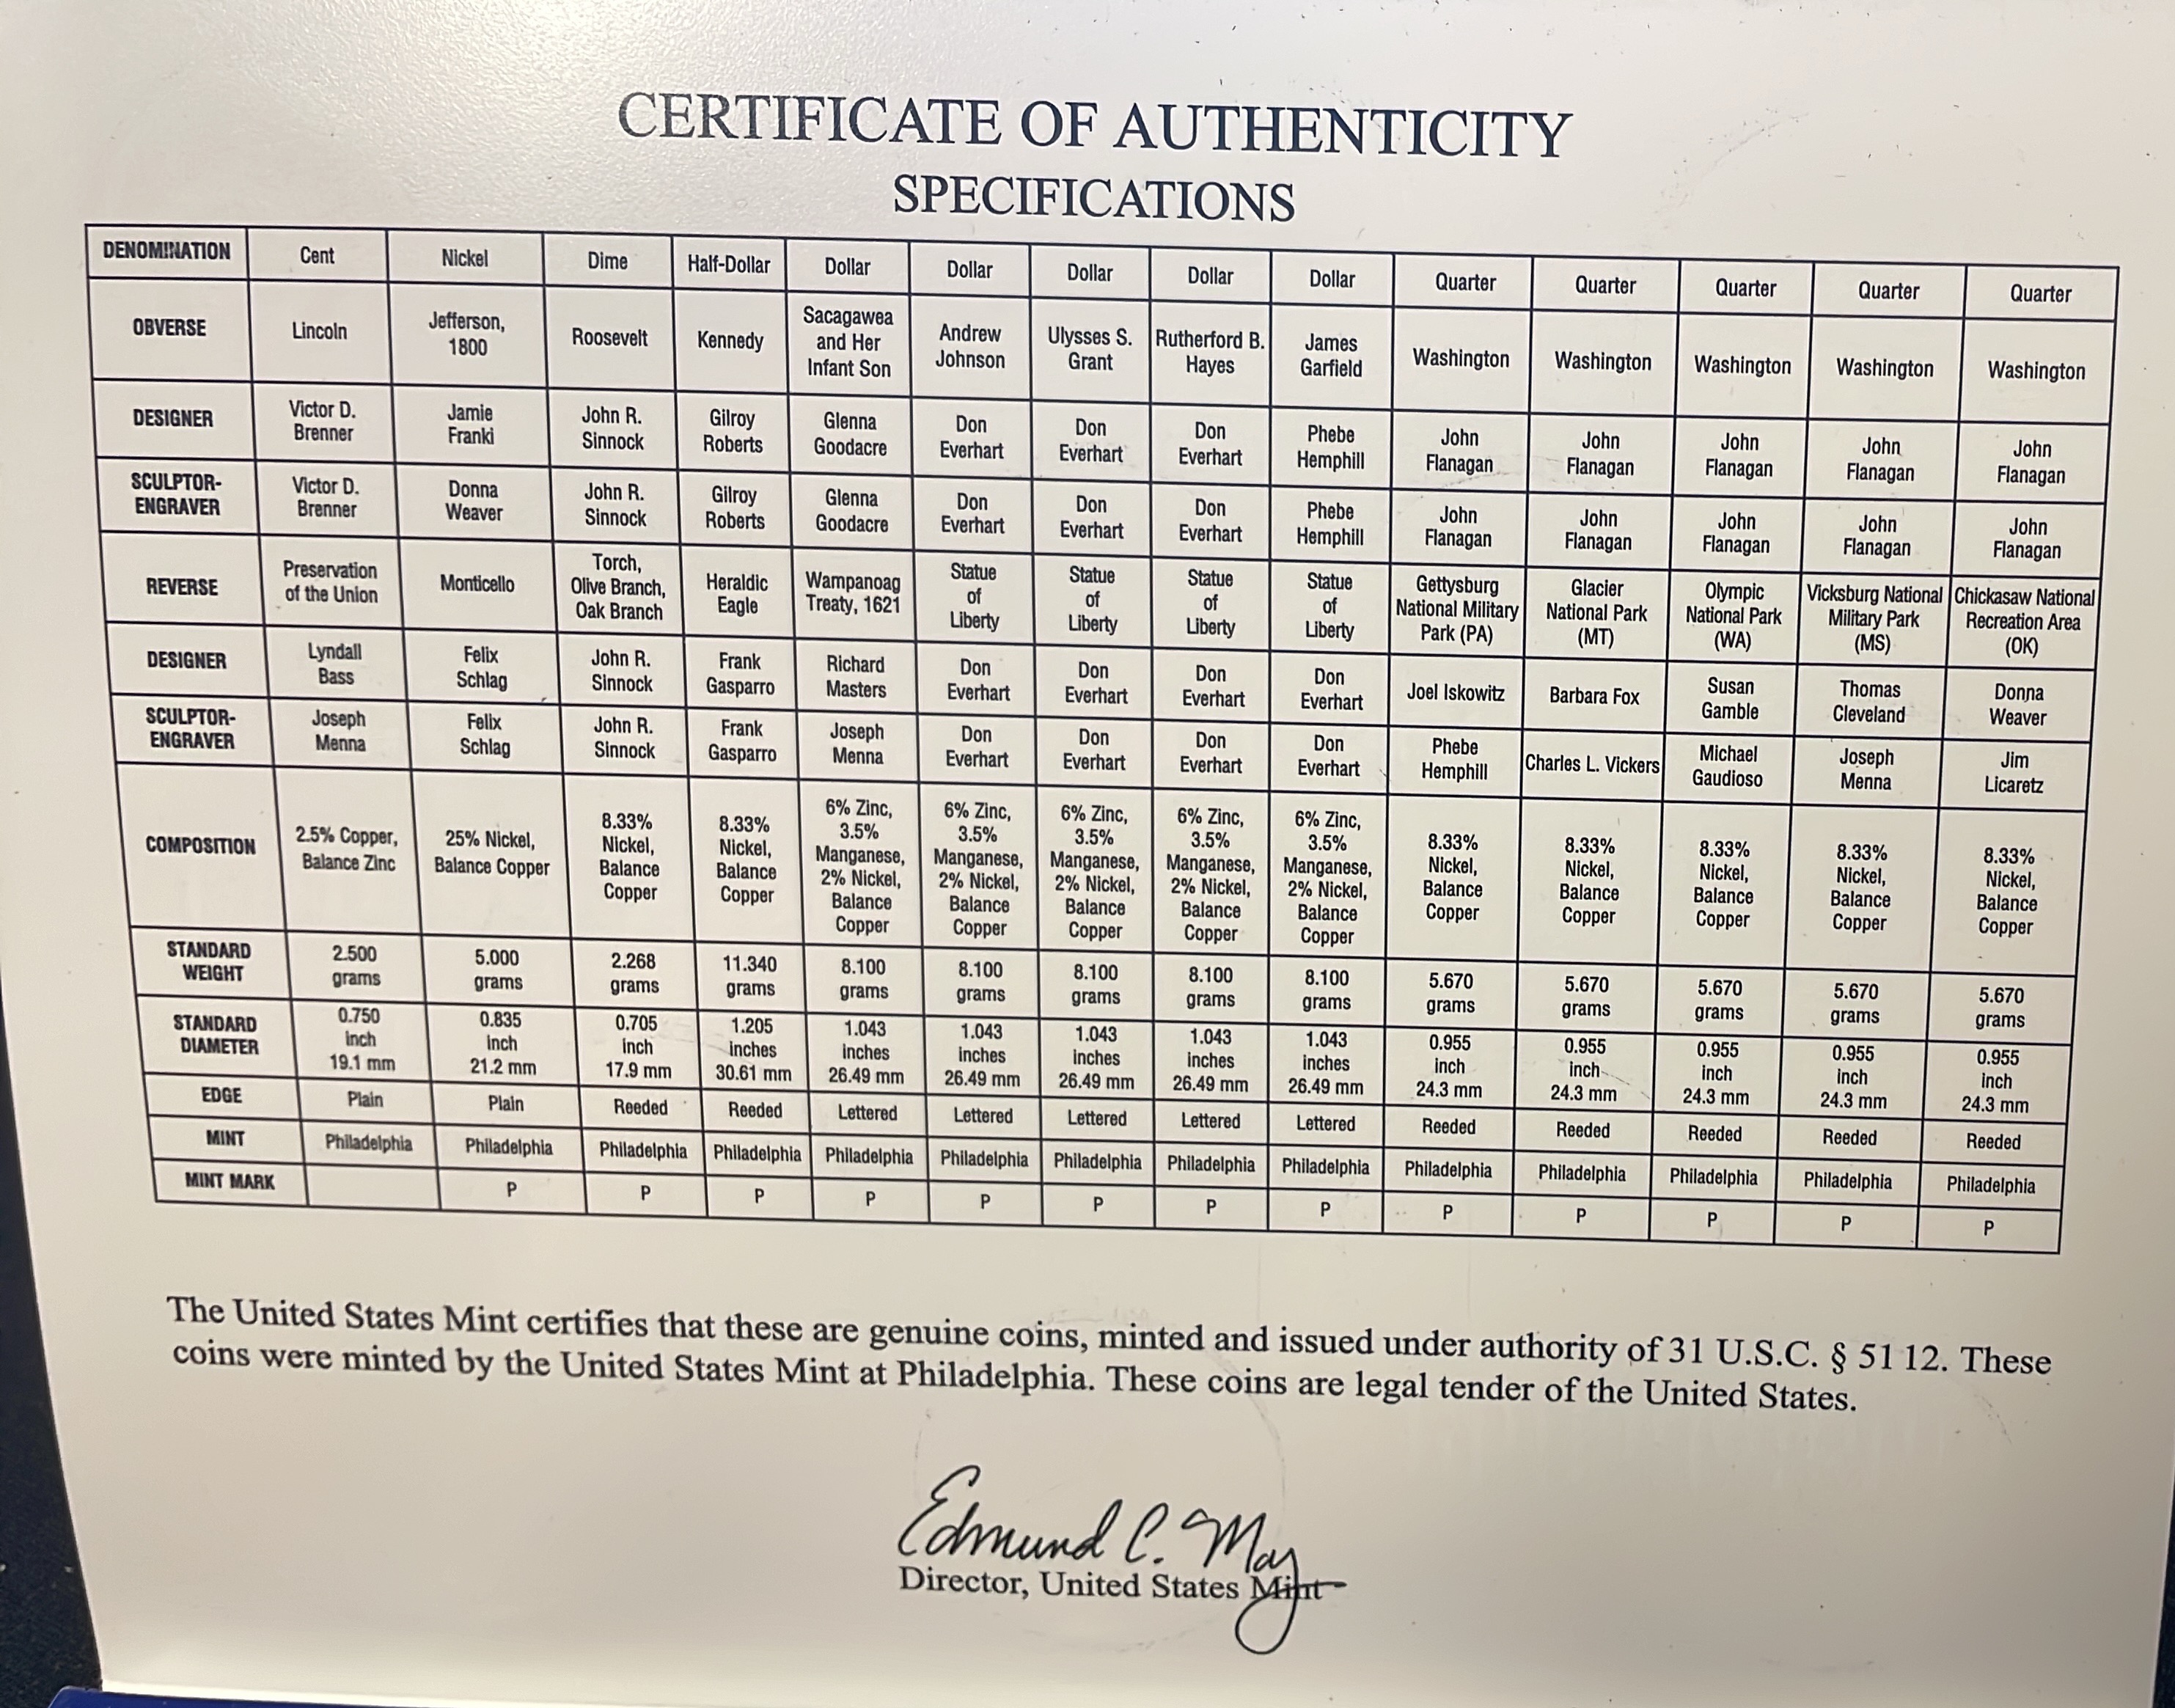 CERTIFICATE OF AUTHENTICITY
SPECIFICATIONS
DENOMINATION Cent Nickel Dime Half-Dollar Dollar Dollar Dollar Dollar Dollar Quarter Quarter Quarter Quarter Quarter
OBVERSE Lincoln Jefferson, 1800 Roosevelt Kennedy Sacagawea and Her Infant Son Andrew Johnson Ulysses S. Grant Rutherford B. Hayes James Garfield Washington Washington Washington Washington Washington
DESIGNER Victor D. Brenner Jamie Franki John R. Sinnock Gilroy Roberts Glenna Goodacre Don Everhart Don Everhart Don Everhart Phebe Hemphill John Flanagan John Flanagan John Flanagan John Flanagan John Flanagan
SCULPTOR-ENGRAVER Victor D. Brenner Donna Weaver John R. Sinnock Gilroy Roberts Glenna Goodacre Don Everhart Don Everhart Don Everhart Phebe Hemphill John Flanagan John Flanagan John Flanagan John Flanagan John Flanagan
REVERSE Preservation of the Union Monticello Torch, Olive Branch, Oak Branch Heraldic Eagle Wampanoag Treaty, 1621 Statue of Liberty Statue of Liberty Statue of Liberty Statue of Liberty Gettysburg National Military Park (PA) Glacier National Park (MT) Olympic National Park (WA) Vicksburg National Military Park (MS) Chickasaw National Recreation Area (OK)
DESIGNER Lyndall Bass Felix Schlag John R. Sinnock Frank Gasparro Richard Masters Don Everhart Don Everhart Don Everhart Don Everhart Joel Iskowitz Barbara Fox Susan Gamble Thomas Cleveland Donna Weaver
SCULPTOR-ENGRAVER Joseph Menna Felix Schlag John R. Sinnock Frank Gasparro Joseph Menna Don Everhart Don Everhart Don Everhart Don Everhart Phebe Hemphill Charles L. Vickers Michael Gaudioso Joseph Menna Jim Licaretz
COMPOSITION 2.5% Copper, Balance Zinc 25% Nickel, Balance Copper 8.33% Nickel, Balance Copper 8.33% Nickel, Balance Copper 6% Zinc, 3.5% Manganese, 2% Nickel, Balance Copper 6% Zinc, 3.5% Manganese, 2% Nickel, Balance Copper 6% Zinc, 3.5% Manganese, 2% Nickel, Balance Copper 6% Zinc, 3.5% Manganese, 2% Nickel, Balance Copper 6% Zinc, 3.5% Manganese, 2% Nickel, Balance Copper 8.33% Nickel, Balance Copper 8.33% Nickel, Balance Copper 8.33% Nickel, Balance Copper 8.33% Nickel, Balance Copper 8.33% Nickel, Balance Copper
STANDARD WEIGHT 2.500 grams 5.000 grams 2.268 grams 11.340 grams 8.100 grams 8.100 grams 8.100 grams 8.100 grams 8.100 grams 5.670 grams 5.670 grams 5.670 grams 5.670 grams 5.670 grams
STANDARD DIAMETER 0.750 inch 19.1 mm 0.835 inch 21.2 mm 0.705 inch 17.9 mm 1.205 inches 30.61 mm 1.043 inches 26.49 mm 1.043 inches 26.49 mm 1.043 inches 26.49 mm 1.043 inches 26.49 mm 1.043 inches 26.49 mm 0.955 inch 24.3 mm 0.955 inch 24.3 mm 0.955 inch 24.3 mm 0.955 inch 24.3 mm 0.955 inch 24.3 mm
EDGE Plain Plain Reeded Reeded Lettered Lettered Lettered Lettered Lettered Reeded Reeded Reeded Reeded Reeded
MINT Philadelphia Philadelphia Philadelphia Philadelphia Philadelphia Philadelphia Philadelphia Philadelphia Philadelphia Philadelphia Philadelphia Philadelphia Philadelphia Philadelphia
MINT MARK P P P P P P P P P P P P P
The United States Mint certifies that these are genuine coins, minted and issued under authority of 31 U.S.C. § 5112. These
coins were minted by the United States Mint at Philadelphia. These coins are legal tender of the United States.
Edmund C. Moy
Director, United States Mint